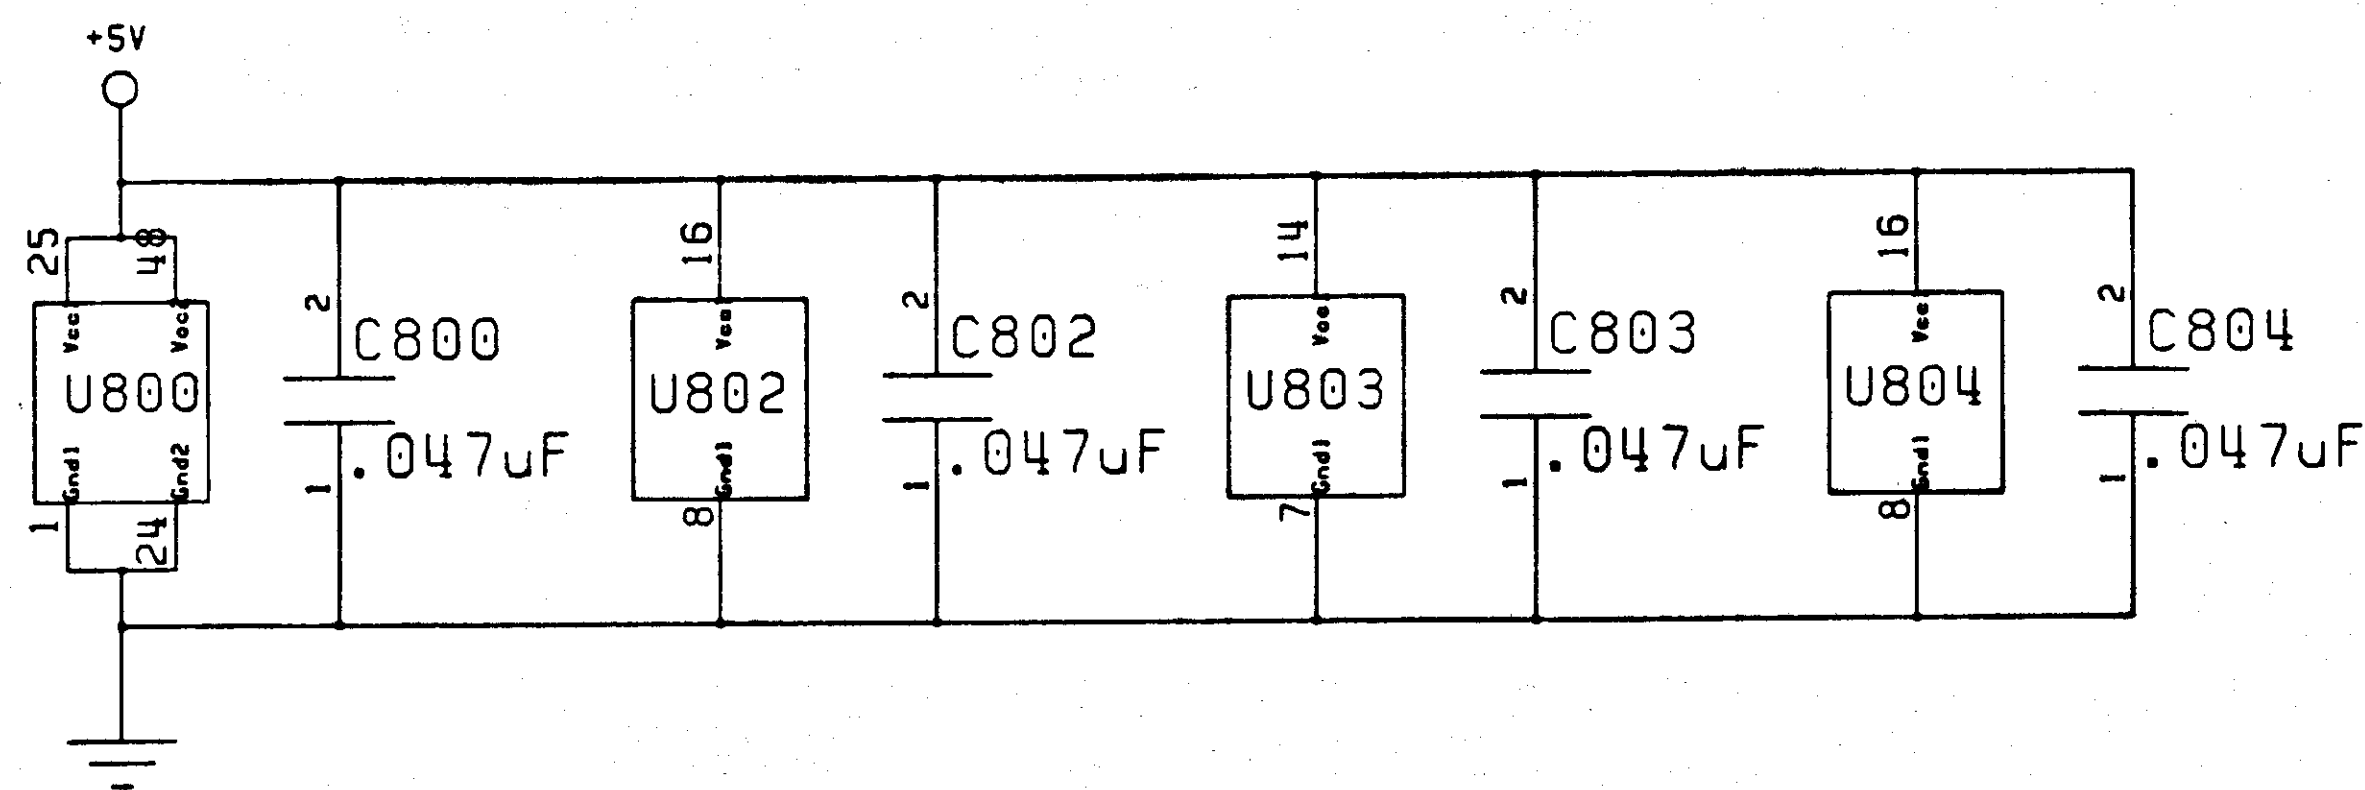 +5V
25
48
16
14
16
2
2
2
2
Vcc1
Vcc2
Vcc
Vcc
Vcc
Vcc
C800
C802
C803
C804
U800
U802
U803
U804
.047uF
.047uF
.047uF
.047uF
Gnd1
Gnd2
Gnd1
Gnd1
Gnd1
1
1
1
1
1
24
8
7
8